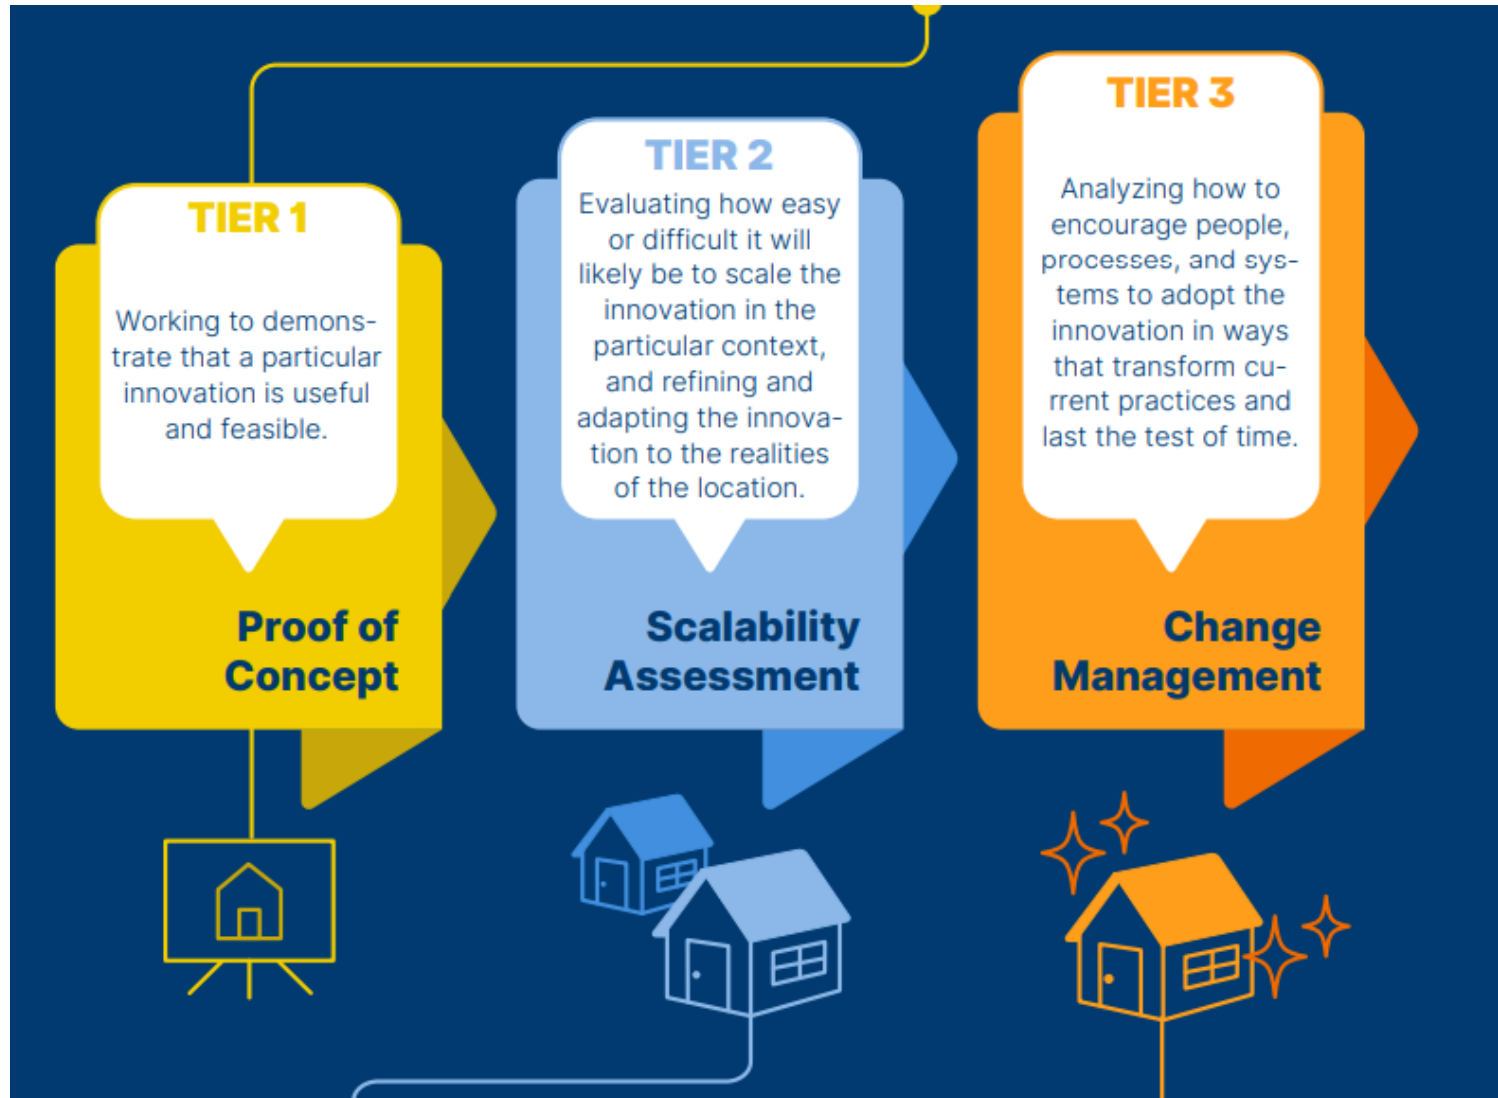 TIER 1
Working to demons-
trate that a particular
innovation is useful
and feasible.
Proof of
Concept
TIER 2
Evaluating how easy
or difficult it will
likely be to scale the
innovation in the
particular context,
and refining and
adapting the innova-
tion to the realities
of the location.
Scalability
Assessment
TIER 3
Analyzing how to
encourage people,
processes, and sys-
tems to adopt the
innovation in ways
that transform cu-
rrent practices and
last the test of time.
Change
Management